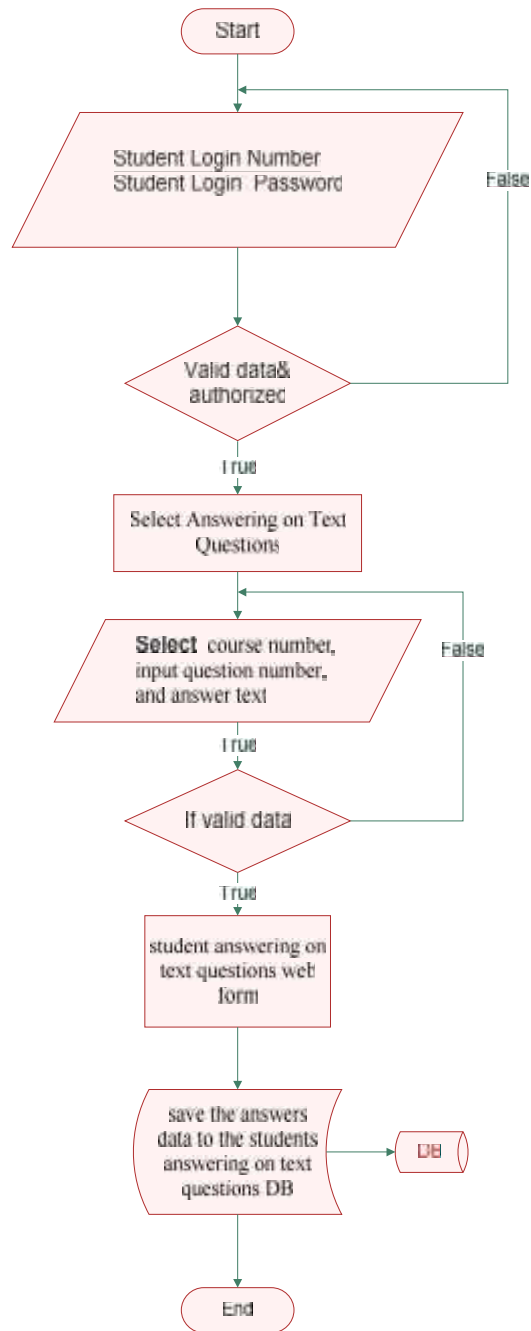 Start
Student Login Number
Student Login Password
False
Valid data&
authorized
True
Select Answering on Text
Questions
Select course number,
input question number,
and answer text
False
True
If valid data
True
student answering on
text questions web
form
save the answers
data to the students
answering on text
questions DB
DB
End